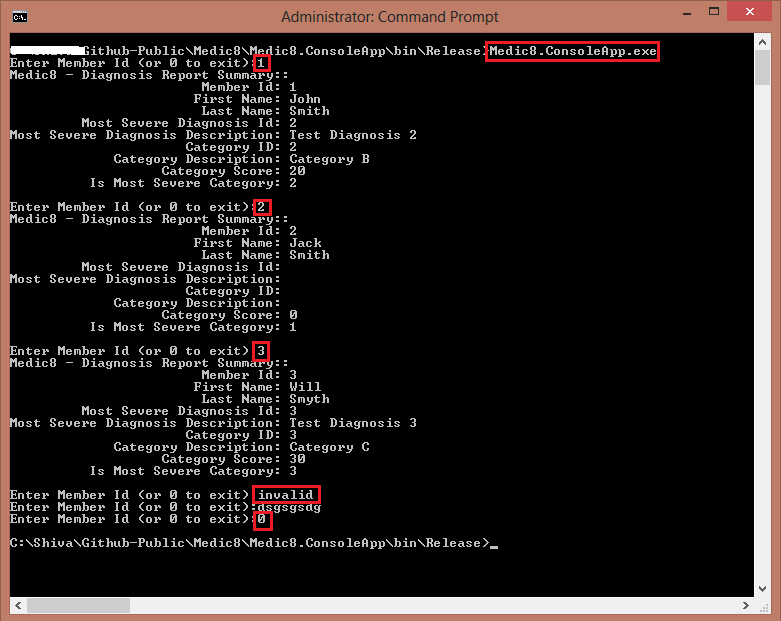 Administrator: Command Prompt
\Github-Public\Medic8\Medic8.ConsoleApp\bin\Release>Medic8.ConsoleApp.exe
Enter Member Id (or 0 to exit):1
Medic8 - Diagnosis Report Summary::
Member Id: 1
First Name: John
Last Name: Smith
Most Severe Diagnosis Id: 2
Most Severe Diagnosis Description: Test Diagnosis 2
Category ID: 2
Category Description: Category B
Category Score: 20
Is Most Severe Category: 2
Enter Member Id (or 0 to exit):2
Medic8 - Diagnosis Report Summary::
Member Id: 2
First Name: Jack
Last Name: Smith
Most Severe Diagnosis Id:
Most Severe Diagnosis Description:
Category ID:
Category Description:
Category Score: 0
Is Most Severe Category: 1
Enter Member Id (or 0 to exit):3
Medic8 - Diagnosis Report Summary::
Member Id: 3
First Name: Will
Last Name: Smyth
Most Severe Diagnosis Id: 3
Most Severe Diagnosis Description: Test Diagnosis 3
Category ID: 3
Category Description: Category C
Category Score: 30
Is Most Severe Category: 3
Enter Member Id (or 0 to exit):invalid
Enter Member Id (or 0 to exit):dsgsgsdg
Enter Member Id (or 0 to exit):0
C:\Shiva\Github-Public\Medic8\Medic8.ConsoleApp\bin\Release>